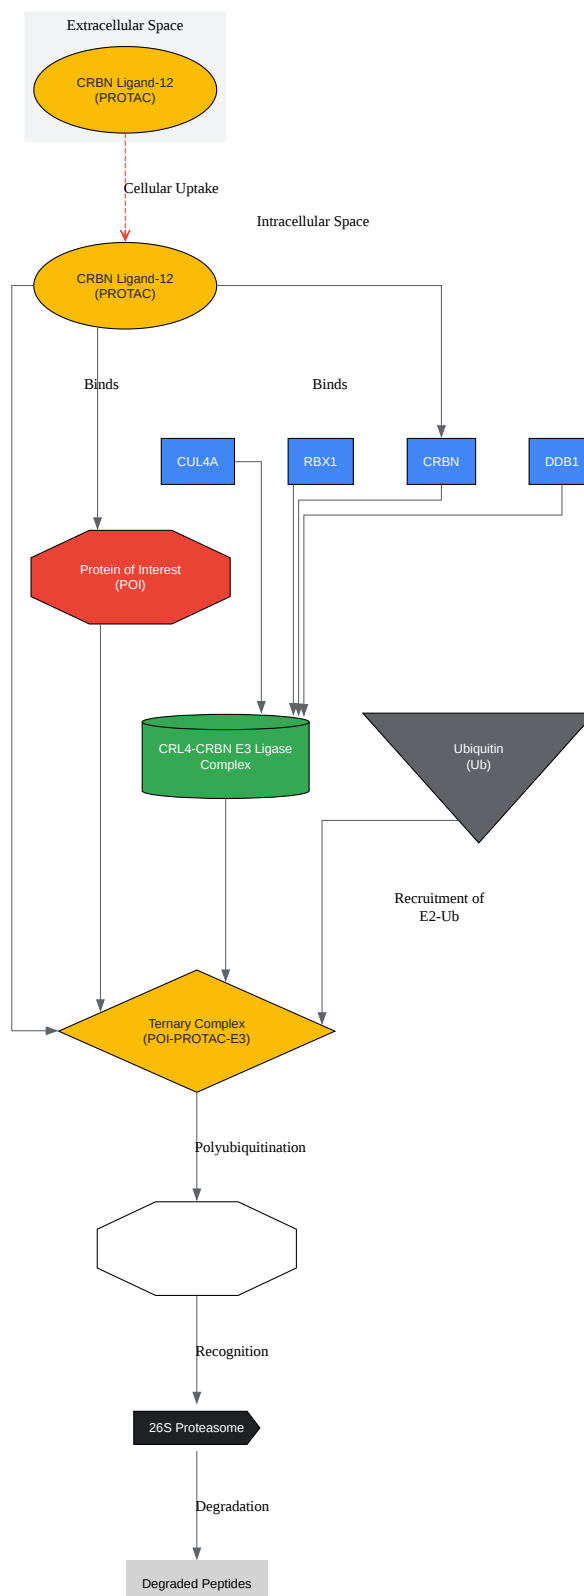 Extracellular Space
CRBN Ligand-12
(PROTAC)
Cellular Uptake
Intracellular Space
CRBN Ligand-12
(PROTAC)
Binds
Binds
CUL4A
RBX1
CRBN
DDB1
Protein of Interest
(POI)
CRL4-CRBN E3 Ligase
Complex
Ubiquitin
(Ub)
Recruitment of
E2-Ub
Ternary Complex
(POI-PROTAC-E3)
Polyubiquitination
Recognition
26S Proteasome
Degradation
Degraded Peptides